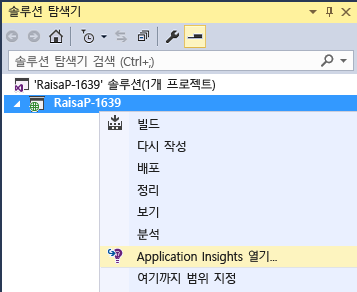 솔루션 탐색기
솔루션 탐색기 검색 (Ctrl+;)
'RaisaP-1639' 솔루션(1개 프로젝트)
RaisaP-1639
빌드
다시 작성
배포
정리
보기
분석
Application Insights 열기...
여기까지 범위 지정